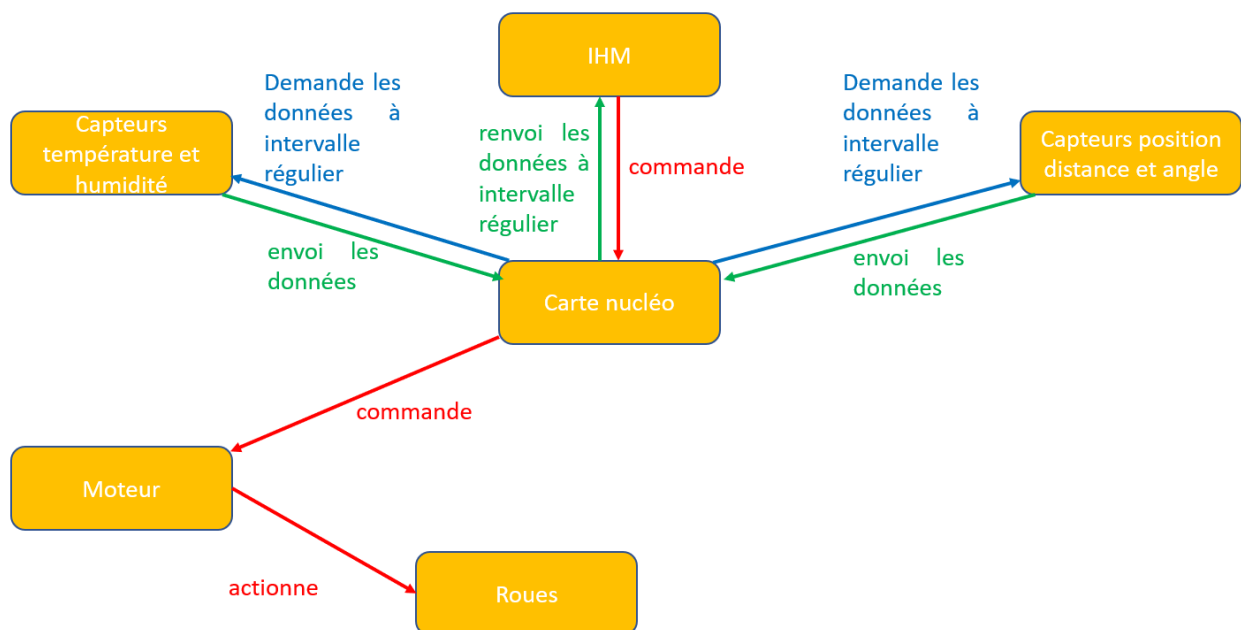 IHM
Demande les
données à
intervalle
régulier
Capteurs
température et
humidité
renvoi les
données à
intervalle
régulier
commande
Demande les
données à
intervalle
régulier
Capteurs position
distance et angle
envoi les
données
envoi les
données
Carte nucléo
commande
Moteur
actionne
Roues